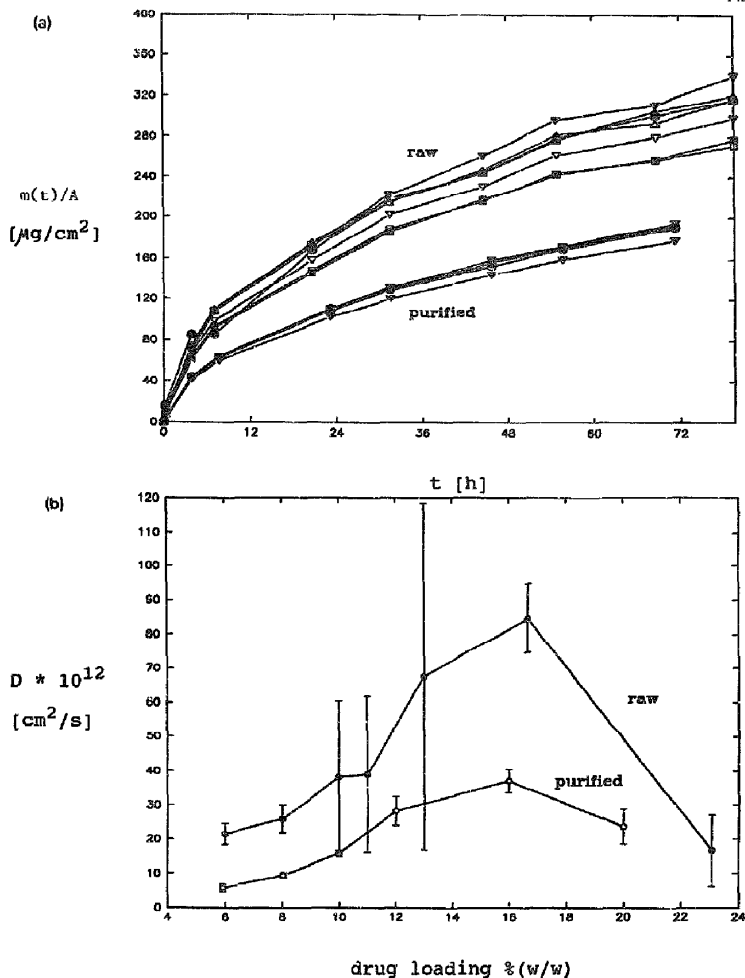 (a)
400
360
320
280
240
200
160
120
80
40
0
m(t)/A
[μg/cm²]
raw
purified
0 12 24 36 48 60 72
t [h]
(b)
120
110
100
90
80
70
60
50
40
30
20
10
0
D * 10¹²
[cm²/s]
raw
purified
4 6 8 10 12 14 16 18 20 22 24
drug loading %(w/w)